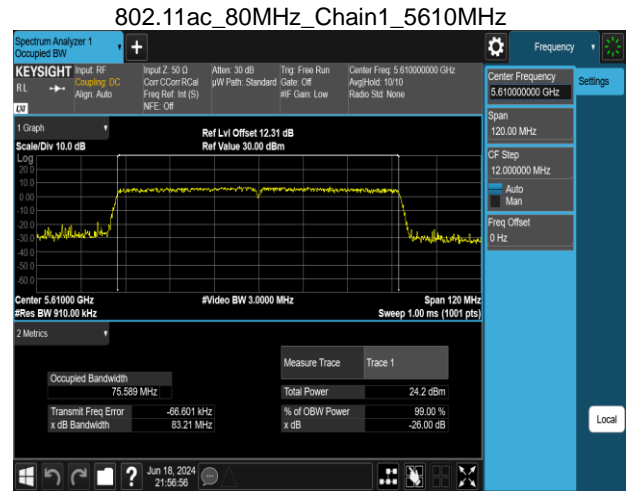 802.11ac_80MHz_Chain1_5610MHz
Spectrum Analyzer 1
Occupied BW
Frequency
KEYSIGHT
RL
LXI
Input: RF
Coupling: DC
Align: Auto
Input Z: 50 Ω
Corr CCorr RCal
Freq Ref: Int (S)
NFE: Off
Atten: 30 dB
µW Path: Standard
Trig: Free Run
Gate: Off
#IF Gain: Low
Center Freq: 5.610000000 GHz
Avg|Hold: 10/10
Radio Std: None
Center Frequency
5.610000000 GHz
Settings
Span
120.00 MHz
CF Step
12.000000 MHz
Auto
Man
Freq Offset
0 Hz
1 Graph
Ref Lvl Offset 12.31 dB
Scale/Div 10.0 dB
Ref Value 30.00 dBm
Log
20.0
10.0
0.00
-10.0
-20.0
-30.0
-40.0
-50.0
-60.0
Center 5.61000 GHz
#Video BW 3.0000 MHz
Span 120 MHz
#Res BW 910.00 kHz
Sweep 1.00 ms (1001 pts)
2 Metrics
Measure Trace
Trace 1
Occupied Bandwidth
75.589 MHz
Total Power
24.2 dBm
Transmit Freq Error
-66.601 kHz
% of OBW Power
99.00 %
x dB Bandwidth
83.21 MHz
x dB
-26.00 dB
Local
?
Jun 18, 2024
21:56:56